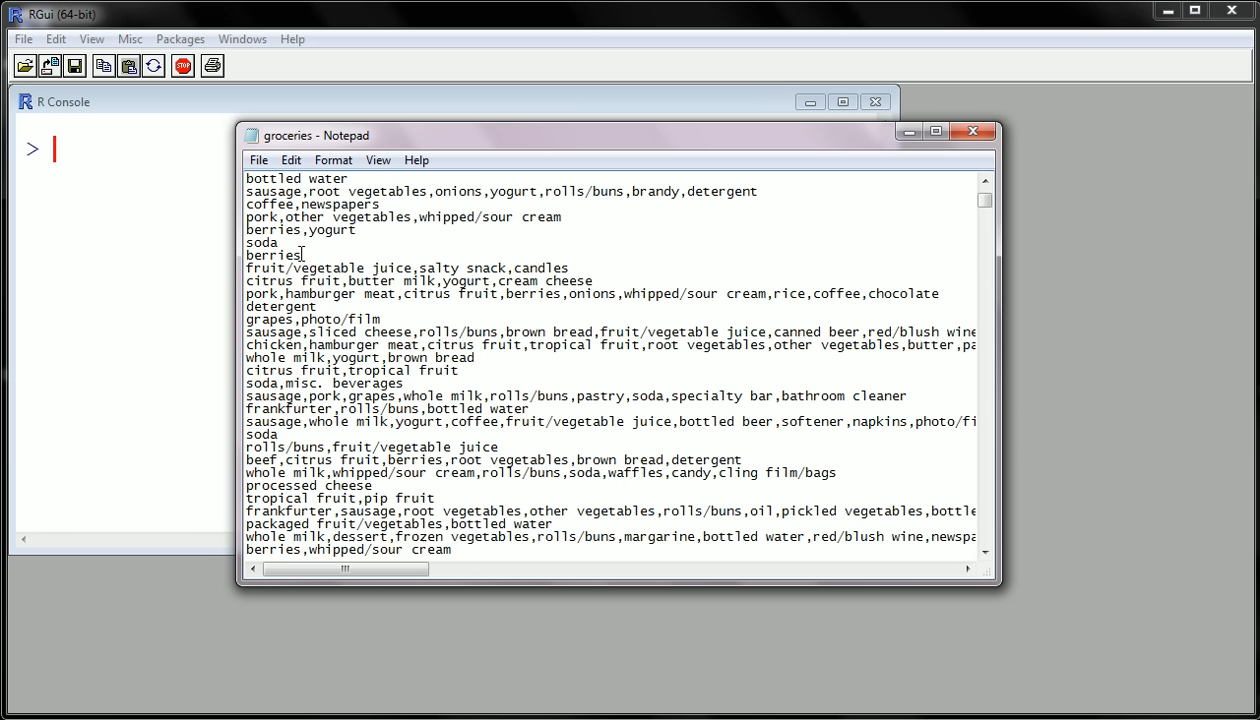 RGui (64-bit)
File Edit View Misc Packages Windows Help
STOP
R Console
>
groceries - Notepad
File Edit Format View Help
bottled water
sausage,root vegetables,onions,yogurt,rolls/buns,brandy,detergent
coffee,newspapers
pork,other vegetables,whipped/sour cream
berries,yogurt
soda
berries
fruit/vegetable juice,salty snack,candles
citrus fruit,butter milk,yogurt,cream cheese
pork,hamburger meat,citrus fruit,berries,onions,whipped/sour cream,rice,coffee,chocolate
detergent
grapes,photo/film
sausage,sliced cheese,rolls/buns,brown bread,fruit/vegetable juice,canned beer,red/blush wine
chicken,hamburger meat,citrus fruit,tropical fruit,root vegetables,other vegetables,butter,pa
whole milk,yogurt,brown bread
citrus fruit,tropical fruit
soda,misc. beverages
sausage,pork,grapes,whole milk,rolls/buns,pastry,soda,specialty bar,bathroom cleaner
frankfurter,rolls/buns,bottled water
sausage,whole milk,yogurt,coffee,fruit/vegetable juice,bottled beer,softener,napkins,photo/fi
soda
rolls/buns,fruit/vegetable juice
beef,citrus fruit,berries,root vegetables,brown bread,detergent
whole milk,whipped/sour cream,rolls/buns,soda,waffles,candy,cling film/bags
processed cheese
tropical fruit,pip fruit
frankfurter,sausage,root vegetables,other vegetables,rolls/buns,oil,pickled vegetables,bottle
packaged fruit/vegetables,bottled water
whole milk,dessert,frozen vegetables,rolls/buns,margarine,bottled water,red/blush wine,newspa
berries,whipped/sour cream